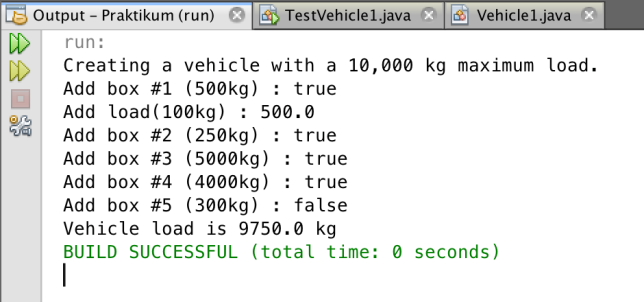 Output – Praktikum (run)
TestVehicle1.java
Vehicle1.java
run:
Creating a vehicle with a 10,000 kg maximum load.
Add box #1 (500kg) : true
Add load(100kg) : 500.0
Add box #2 (250kg) : true
Add box #3 (5000kg) : true
Add box #4 (4000kg) : true
Add box #5 (300kg) : false
Vehicle load is 9750.0 kg
BUILD SUCCESSFUL (total time: 0 seconds)